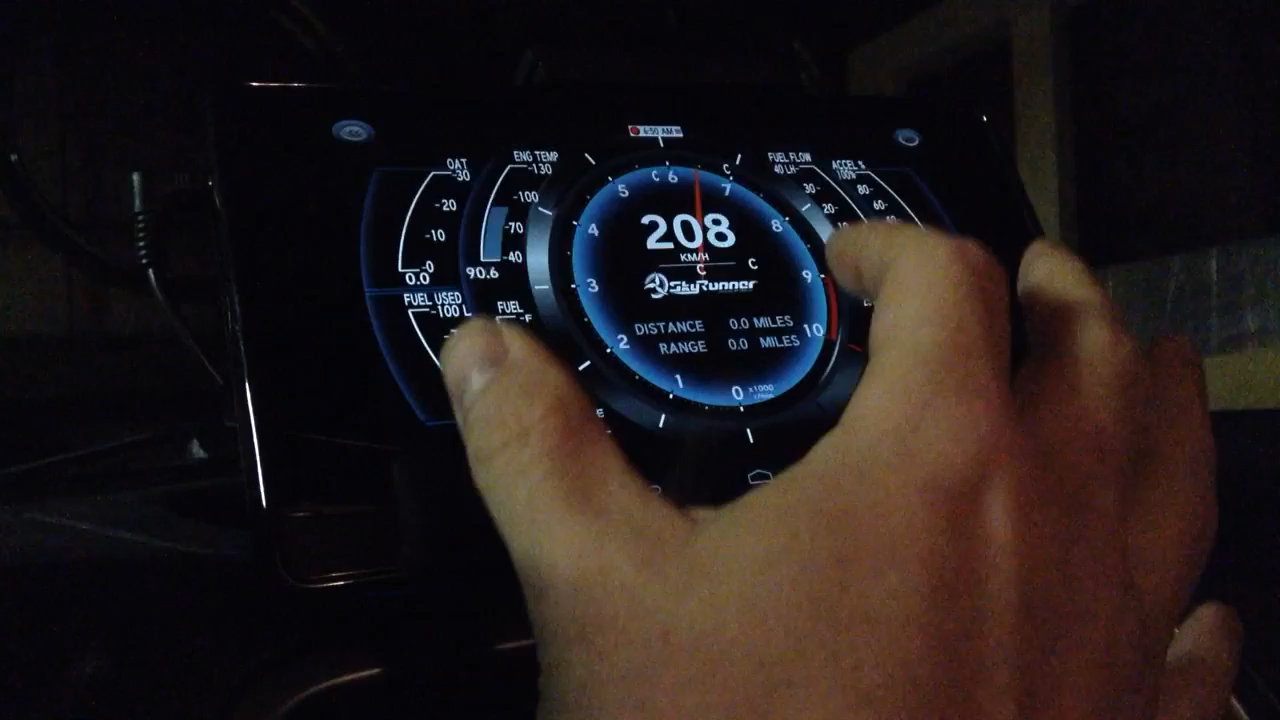 6:50 AM
OAT
-30
-20
-10
-0
0.0
ENG TEMP
-130
-100
-70
-40
90.6
FUEL USED
-100 L
FUEL
-F
E
C 6
C
5
7
4
8
3
9
2
10
1
0
x1000
208
KM/H
C
C
SkyRunner
DISTANCE 0.0 MILES
RANGE 0.0 MILES
FUEL FLOW
40 LH-
30-
20-
ACCEL %
100%
80-
60-